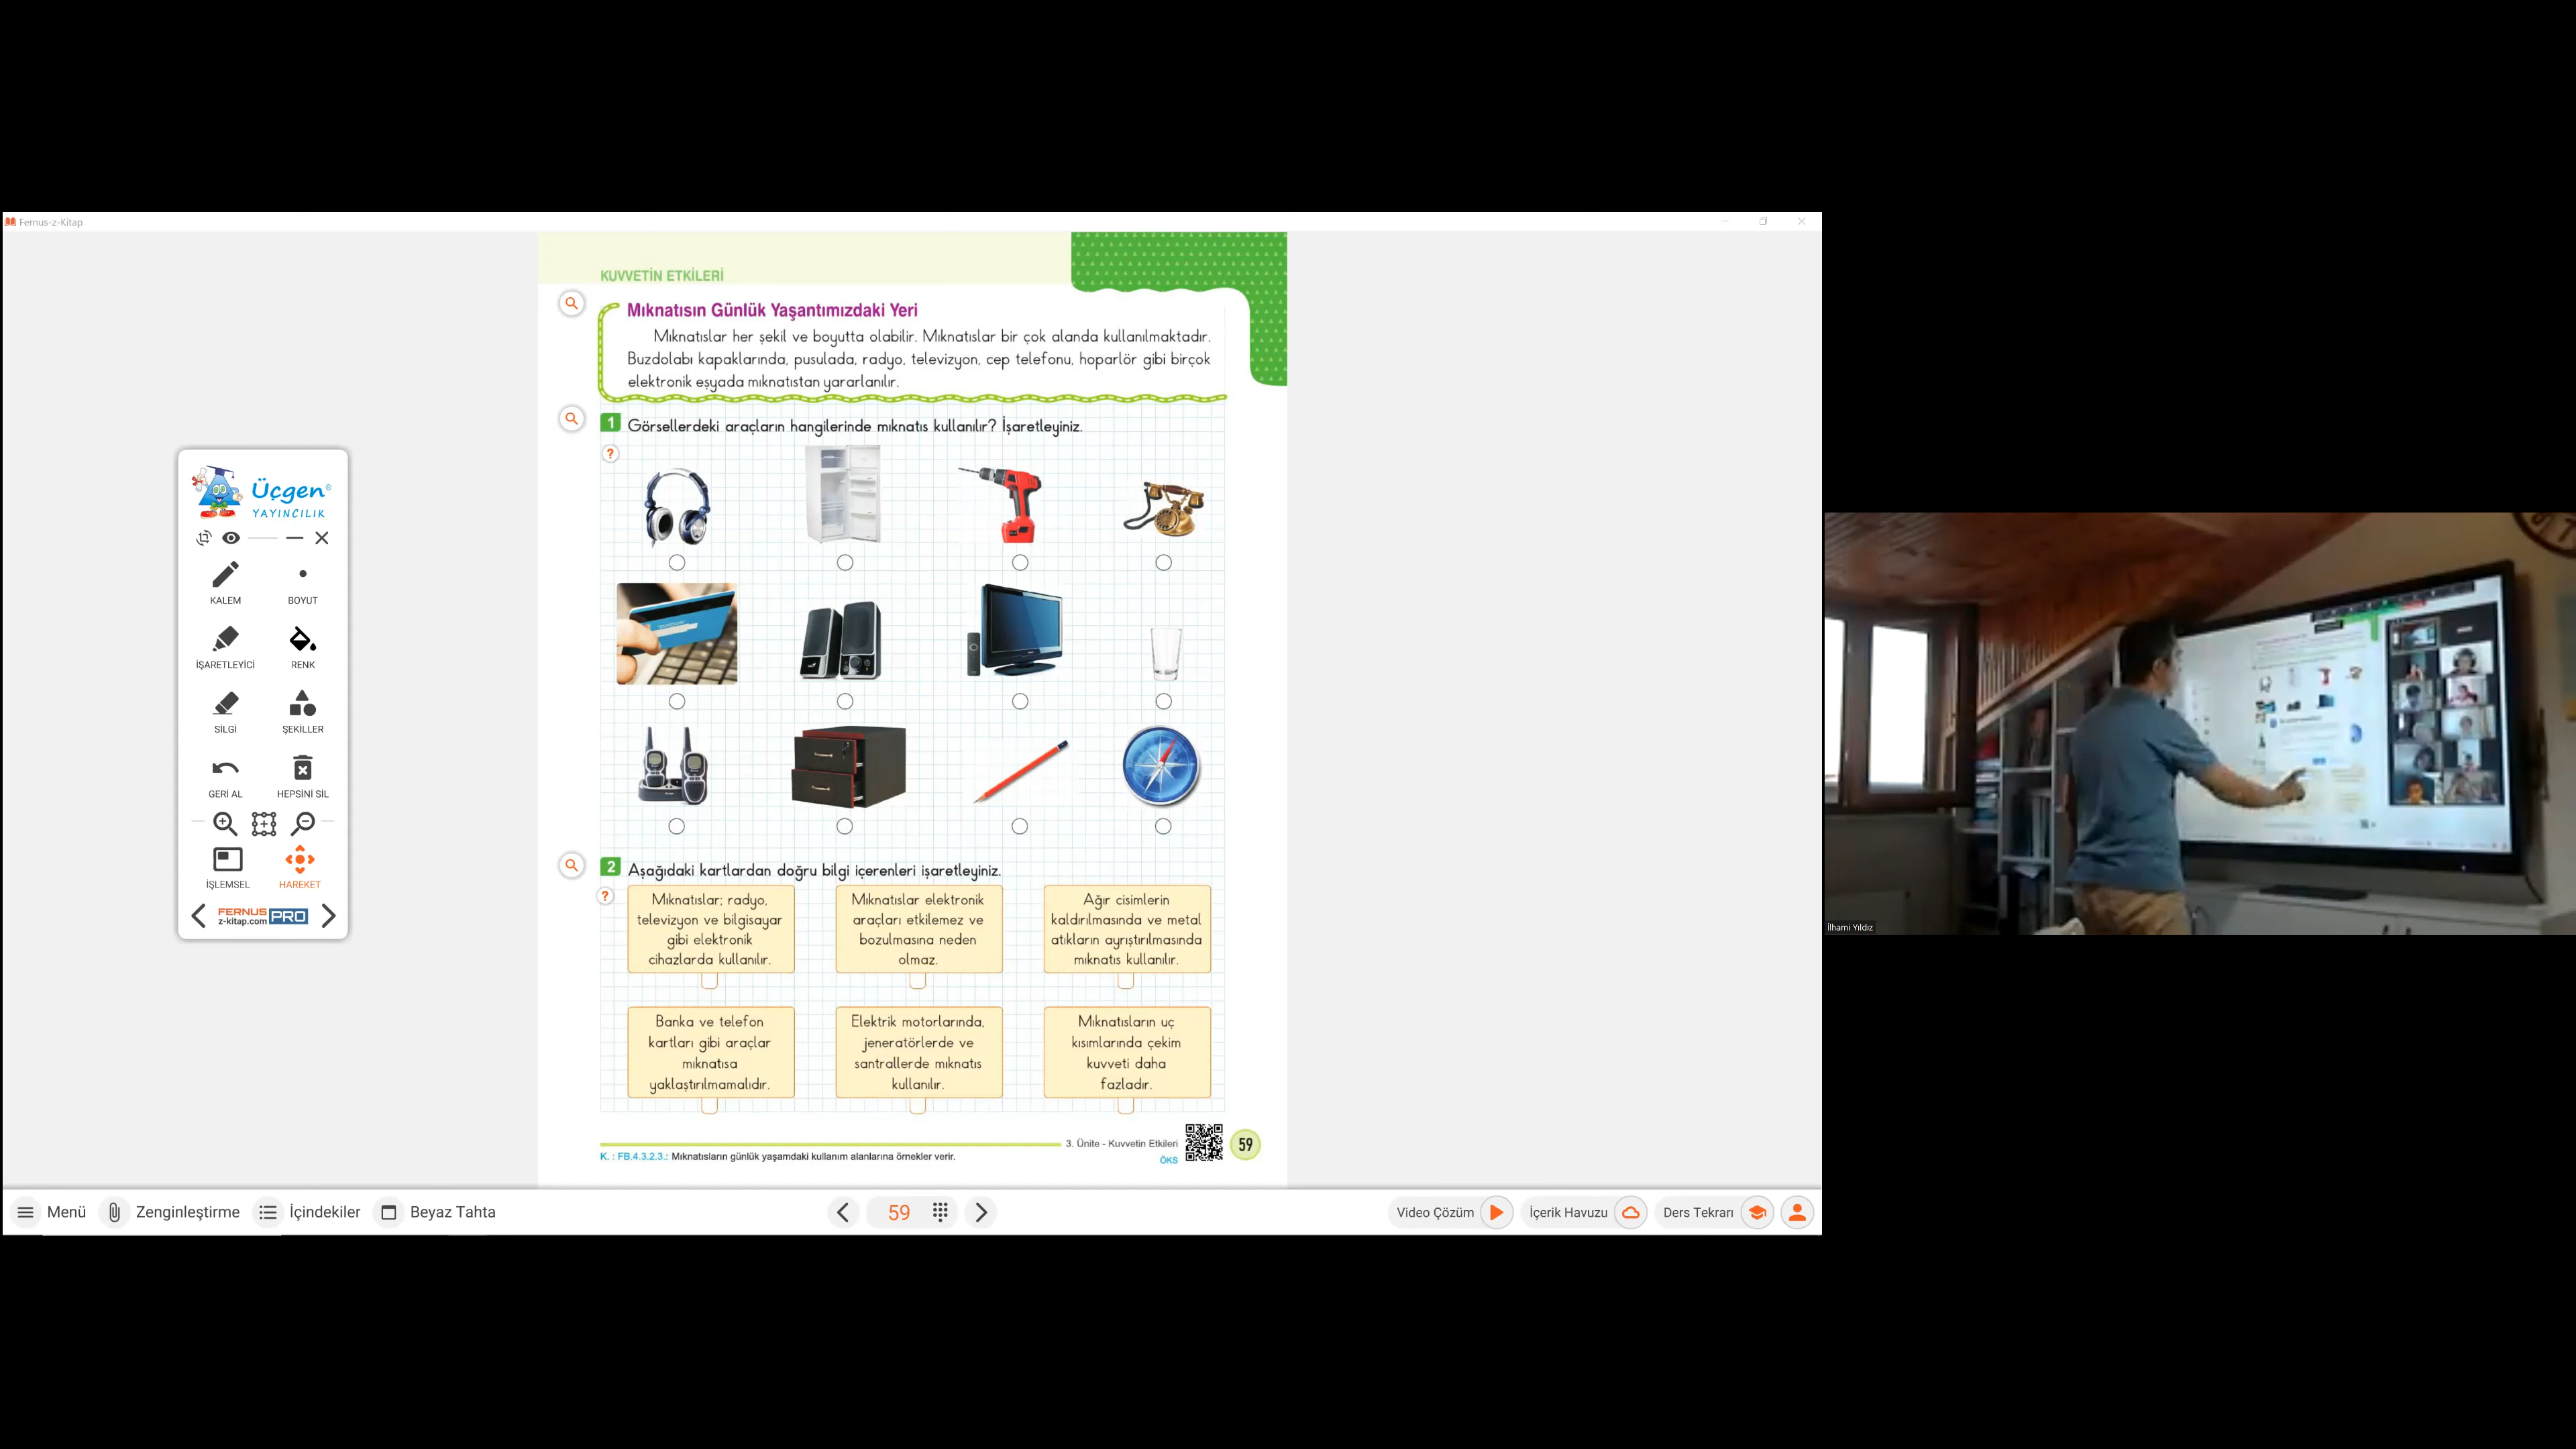 Fernus-z-Kitap
KUVVETİN ETKİLERİ
Mıknatısın Günlük Yaşantımızdaki Yeri
Mıknatıslar her şekil ve boyutta olabilir. Mıknatıslar bir çok alanda kullanılmaktadır.
Buzdolabı kapaklarında, pusulada, radyo, televizyon, cep telefonu, hoparlör gibi birçok
elektronik eşyada mıknatıstan yararlanılır.
1 Görsellerdeki araçların hangilerinde mıknatıs kullanılır? İşaretleyiniz.
?
2 Aşağıdaki kartlardan doğru bilgi içerenleri işaretleyiniz.
?
Mıknatıslar; radyo,
televizyon ve bilgisayar
gibi elektronik
cihazlarda kullanılır.
Mıknatıslar elektronik
araçları etkilemez ve
bozulmasına neden
olmaz.
Ağır cisimlerin
kaldırılmasında ve metal
atıkların ayrıştırılmasında
mıknatıs kullanılır.
Banka ve telefon
kartları gibi araçlar
mıknatısa
yaklaştırılmamalıdır.
Elektrik motorlarında,
jeneratörlerde ve
santrallerde mıknatıs
kullanılır.
Mıknatısların uç
kısımlarında çekim
kuvveti daha
fazladır.
3. Ünite - Kuvvetin Etkileri
59
K. : FB.4.3.2.3.: Mıknatısların günlük yaşamdaki kullanım alanlarına örnekler verir.
ÖKS
Üçgen®
YAYINCILIK
KALEM
BOYUT
İŞARETLEYİCİ
RENK
SİLGİ
ŞEKİLLER
GERİ AL
HEPSİNİ SİL
İŞLEMSEL
HAREKET
FERNUS
z-kitap.com
PRO
Menü
Zenginleştirme
İçindekiler
Beyaz Tahta
59
Video Çözüm
İçerik Havuzu
Ders Tekrarı
İlhami Yıldız